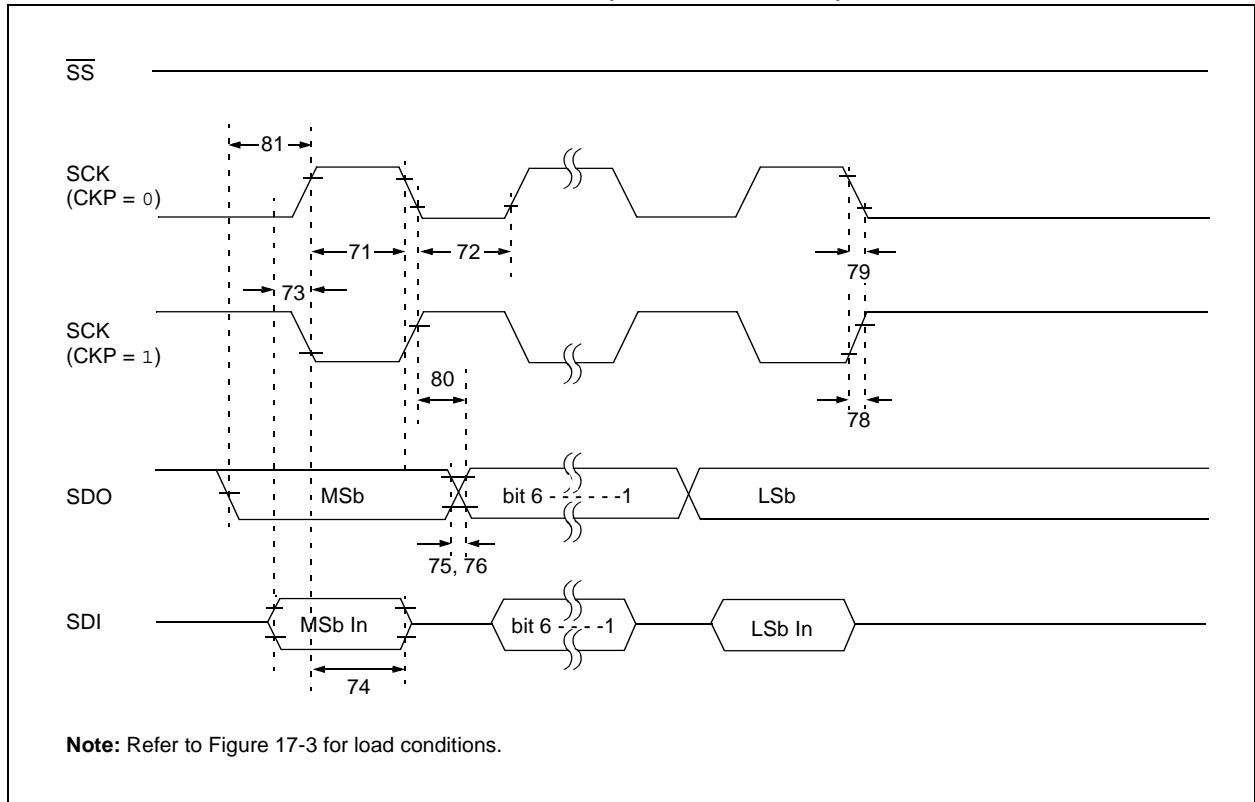 SS
81
SCK
(CKP = 0)
71
72
79
73
SCK
(CKP = 1)
80
78
SDO
MSb
bit 6 - - - - - - -1
LSb
75, 76
SDI
MSb In
bit 6 - - - - -1
LSb In
74
Note: Refer to Figure 17-3 for load conditions.